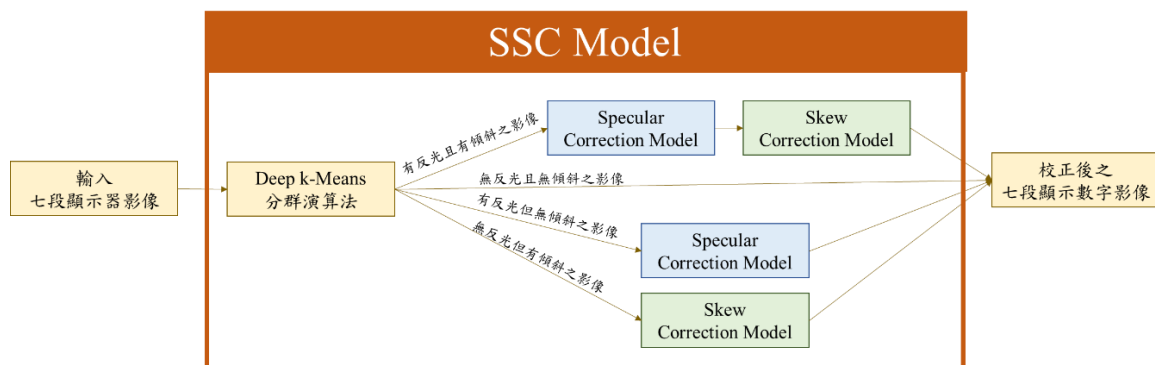 SSC Model
輸入
七段顯示器影像
Deep k-Means
分群演算法
有反光且有傾斜之影像
Specular
Correction Model
Skew
Correction Model
無反光且無傾斜之影像
有反光但無傾斜之影像
Specular
Correction Model
無反光但有傾斜之影像
Skew
Correction Model
校正後之
七段顯示數字影像